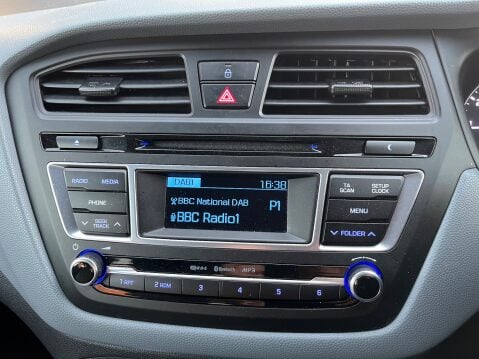 RADIO MEDIA
PHONE
SEEK
TRACK
DAB1 16:38
BBC National DAB P1
BBC Radio1
TA
SCAN
SETUP
CLOCK
MENU
FOLDER
Bluetooth MP3
1 RPT 2 RDM 3 4 5 6